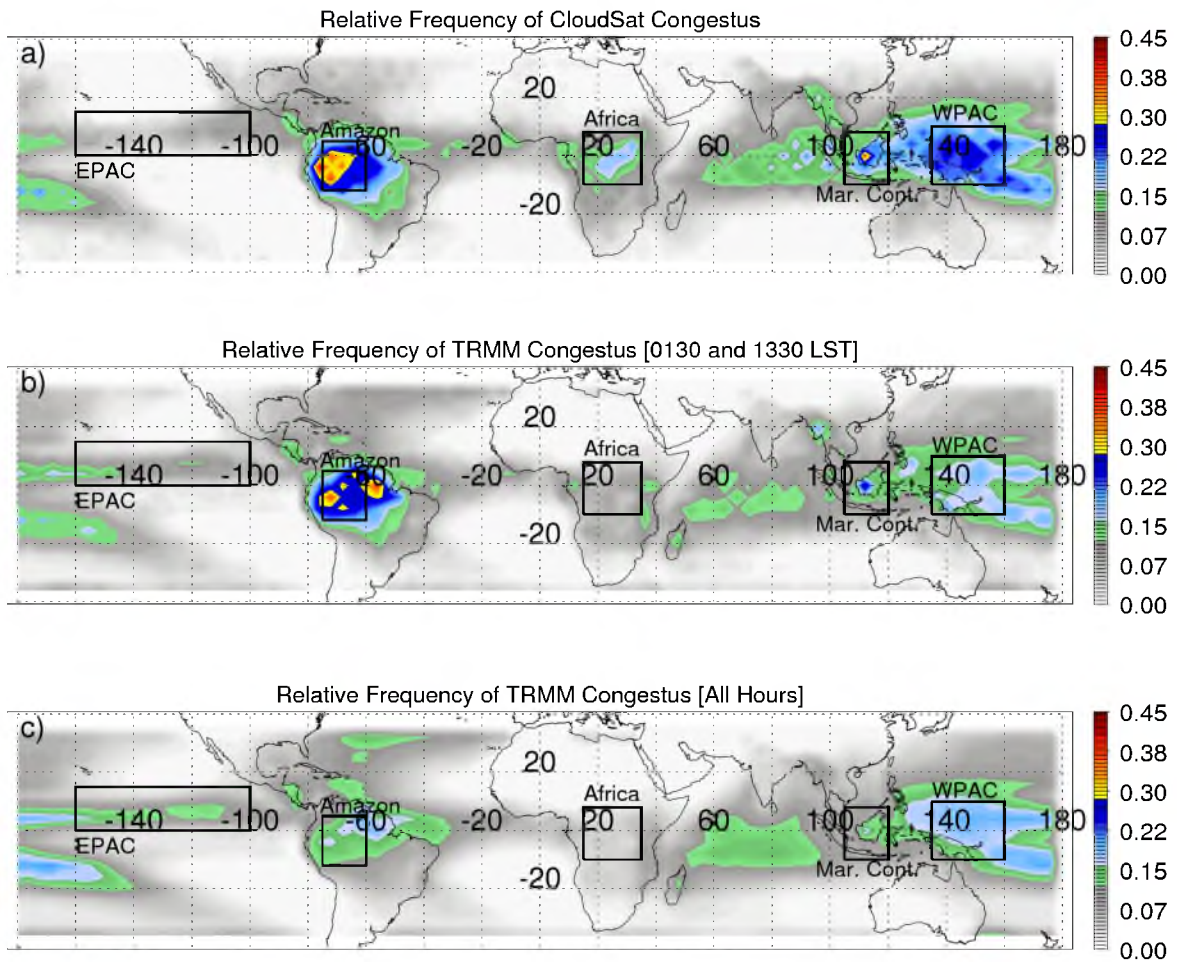 Relative Frequency of CloudSat Congestus
a)
0.45
0.38
0.30
0.22
0.15
0.07
0.00
20
Amazon
Africa
WPAC
-140
-100
-60
-20
20
60
100
40
180
EPAC
Mar. Cont.
-20
Relative Frequency of TRMM Congestus [0130 and 1330 LST]
b)
0.45
0.38
0.30
0.22
0.15
0.07
0.00
20
Amazon
Africa
WPAC
-140
-100
-60
-20
20
60
100
40
180
EPAC
Mar. Cont.
-20
Relative Frequency of TRMM Congestus [All Hours]
c)
0.45
0.38
0.30
0.22
0.15
0.07
0.00
20
Amazon
Africa
WPAC
-140
-100
-60
-20
20
60
100
140
180
EPAC
Mar. Cont.
-20